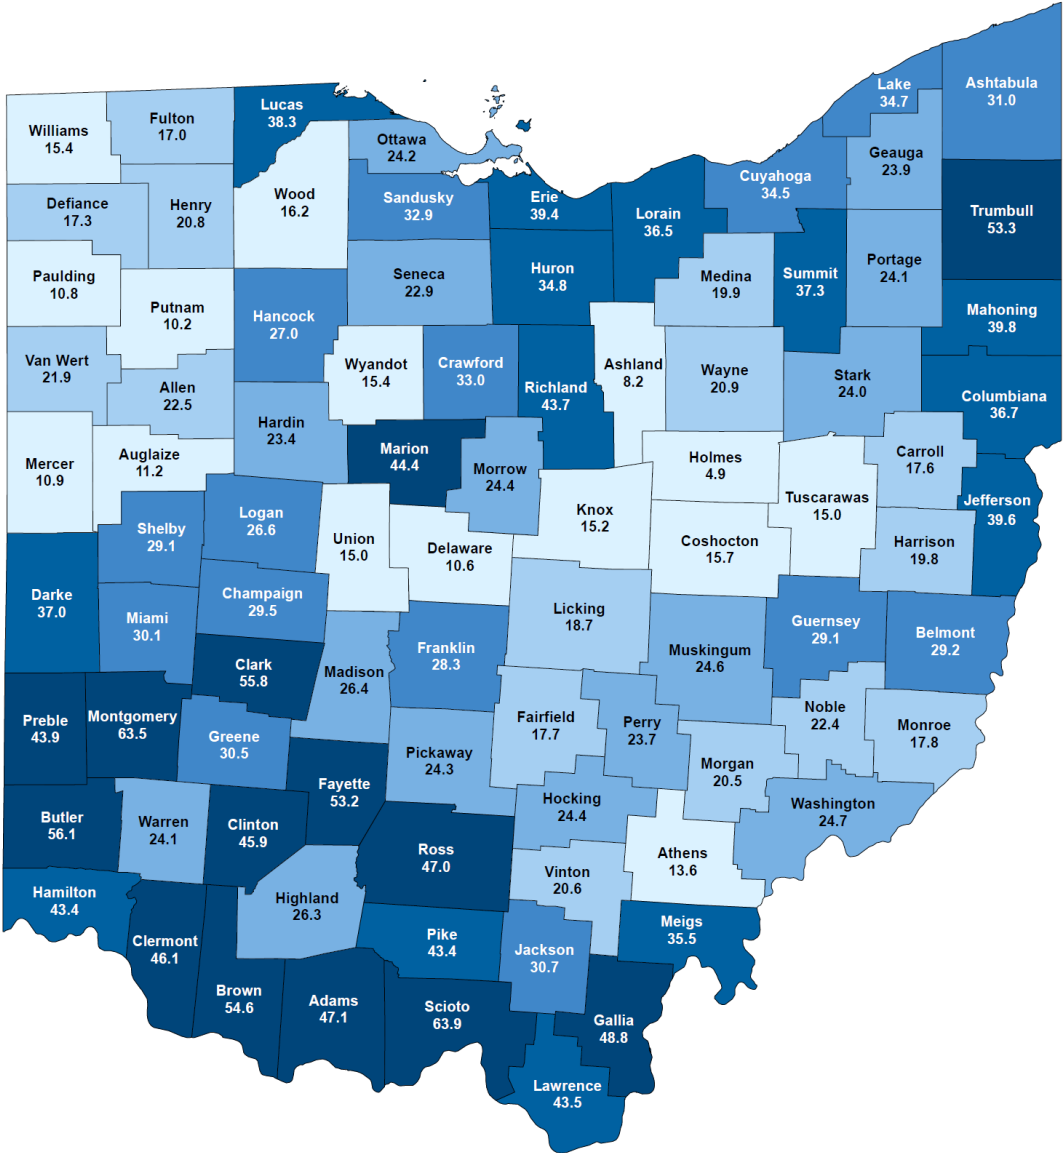 Ashtabula
31.0
Lake
34.7
Lucas
38.3
Fulton
17.0
Williams
15.4
Ottawa
24.2
Geauga
23.9
Cuyahoga
34.5
Wood
16.2
Sandusky
32.9
Erie
39.4
Lorain
36.5
Trumbull
53.3
Defiance
17.3
Henry
20.8
Portage
24.1
Paulding
10.8
Seneca
22.9
Huron
34.8
Medina
19.9
Summit
37.3
Putnam
10.2
Hancock
27.0
Mahoning
39.8
Van Wert
21.9
Allen
22.5
Wyandot
15.4
Crawford
33.0
Richland
43.7
Ashland
8.2
Wayne
20.9
Stark
24.0
Columbiana
36.7
Hardin
23.4
Mercer
10.9
Auglaize
11.2
Marion
44.4
Morrow
24.4
Holmes
4.9
Carroll
17.6
Tuscarawas
15.0
Jefferson
39.6
Shelby
29.1
Logan
26.6
Union
15.0
Delaware
10.6
Knox
15.2
Coshocton
15.7
Harrison
19.8
Darke
37.0
Miami
30.1
Champaign
29.5
Licking
18.7
Guernsey
29.1
Belmont
29.2
Franklin
28.3
Muskingum
24.6
Clark
55.8
Madison
26.4
Preble
43.9
Montgomery
63.5
Greene
30.5
Fairfield
17.7
Perry
23.7
Noble
22.4
Monroe
17.8
Pickaway
24.3
Morgan
20.5
Fayette
53.2
Hocking
24.4
Washington
24.7
Butler
56.1
Warren
24.1
Clinton
45.9
Ross
47.0
Athens
13.6
Vinton
20.6
Hamilton
43.4
Highland
26.3
Clermont
46.1
Pike
43.4
Jackson
30.7
Meigs
35.5
Brown
54.6
Adams
47.1
Scioto
63.9
Gallia
48.8
Lawrence
43.5